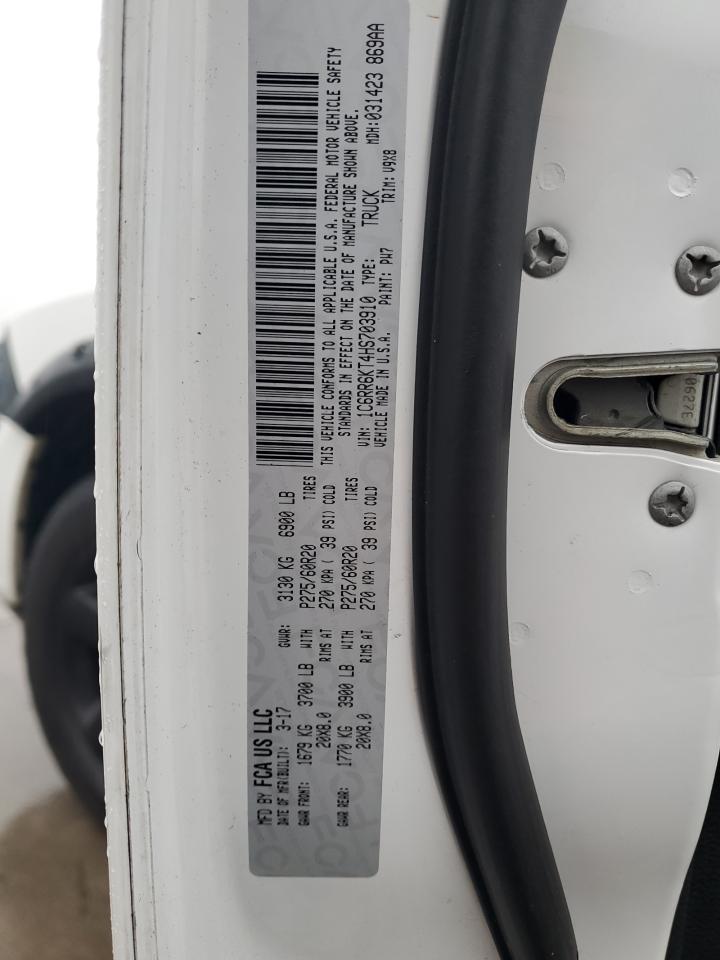 MFD BY FCA US LLC
DATE OF MFR(BUILT): 3-17 GVWR: 3130 KG 6900 LB
GAWR FRONT: 1679 KG 3700 LB WITH P275/60R20 TIRES
20X8.0 RIMS AT 270 KPA ( 39 PSI) COLD
GAWR REAR: 1770 KG 3900 LB WITH P275/60R20 TIRES
20X8.0 RIMS AT 270 KPA ( 39 PSI) COLD
THIS VEHICLE CONFORMS TO ALL APPLICABLE U.S.A. FEDERAL MOTOR VEHICLE SAFETY
STANDARDS IN EFFECT ON THE DATE OF MANUFACTURE SHOWN ABOVE.
VIN: 1C6RR6KT4HS703910 TYPE: TRUCK MDH:031423 869AA
VEHICLE MADE IN U.S.A. PAINT: PW7 TRIM: V9X8
0627E